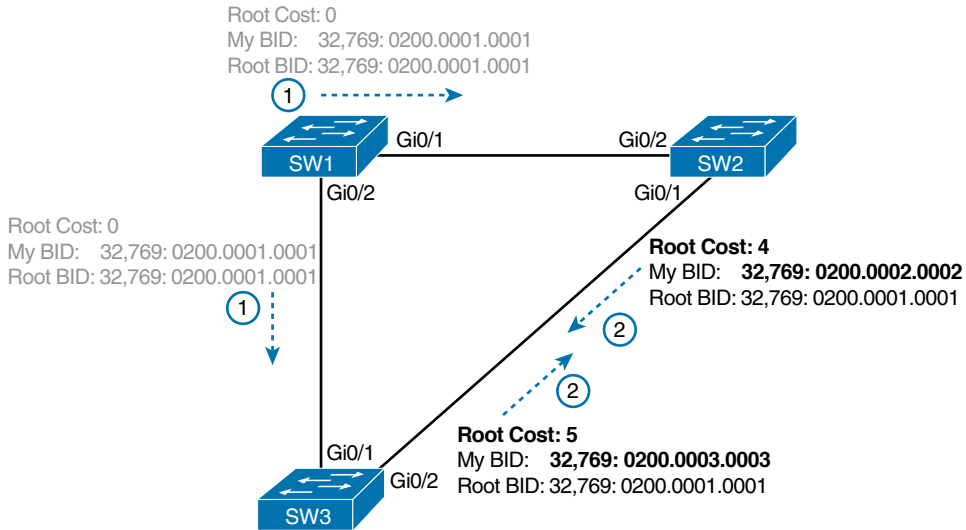 Root Cost: 0
My BID: 32,769: 0200.0001.0001
Root BID: 32,769: 0200.0001.0001
1
Gi0/1
Gi0/2
SW1
SW2
Gi0/2
Gi0/1
Root Cost: 0
My BID: 32,769: 0200.0001.0001
Root BID: 32,769: 0200.0001.0001
1
Root Cost: 4
My BID: 32,769: 0200.0002.0002
Root BID: 32,769: 0200.0001.0001
2
2
Root Cost: 5
My BID: 32,769: 0200.0003.0003
Root BID: 32,769: 0200.0001.0001
Gi0/1
Gi0/2
SW3